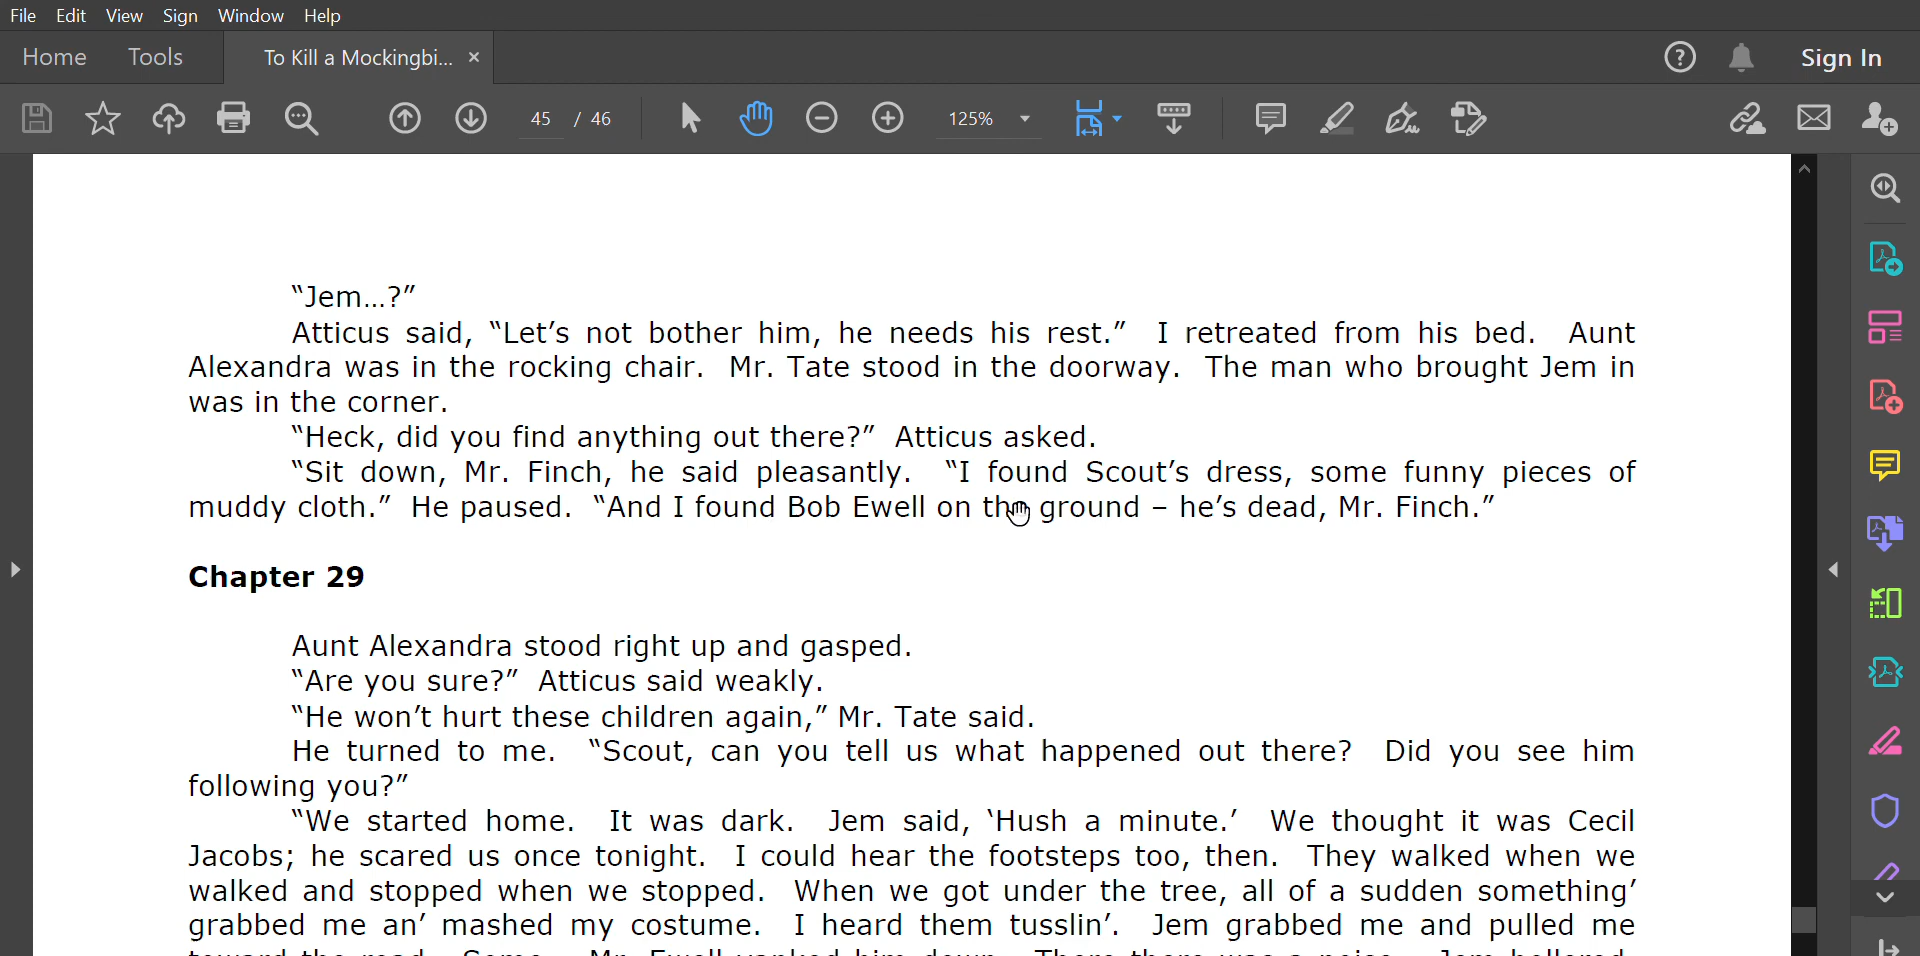 File Edit View Sign Window Help
Home Tools To Kill a Mockingbi... × ? Sign In
45 / 46 125%
“Jem…?”
Atticus said, “Let’s not bother him, he needs his rest.” I retreated from his bed. Aunt
Alexandra was in the rocking chair. Mr. Tate stood in the doorway. The man who brought Jem in
was in the corner.
“Heck, did you find anything out there?” Atticus asked.
“Sit down, Mr. Finch, he said pleasantly. “I found Scout’s dress, some funny pieces of
muddy cloth.” He paused. “And I found Bob Ewell on the ground – he’s dead, Mr. Finch.”
Chapter 29
Aunt Alexandra stood right up and gasped.
“Are you sure?” Atticus said weakly.
“He won’t hurt these children again,” Mr. Tate said.
He turned to me. “Scout, can you tell us what happened out there? Did you see him
following you?”
“We started home. It was dark. Jem said, ‘Hush a minute.’ We thought it was Cecil
Jacobs; he scared us once tonight. I could hear the footsteps too, then. They walked when we
walked and stopped when we stopped. When we got under the tree, all of a sudden something’
grabbed me an’ mashed my costume. I heard them tusslin’. Jem grabbed me and pulled me